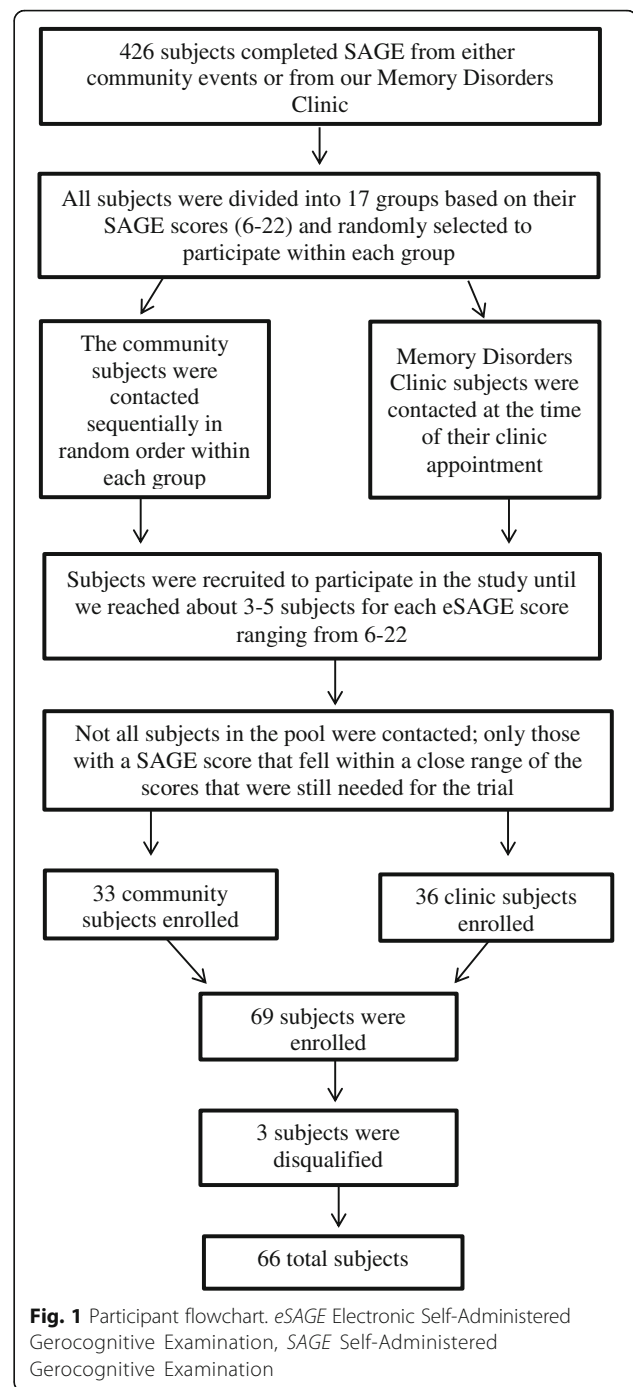 426 subjects completed SAGE from either
community events or from our Memory Disorders
Clinic
All subjects were divided into 17 groups based on their
SAGE scores (6-22) and randomly selected to
participate within each group
The community
subjects were
contacted
sequentially in
random order within
each group
Memory Disorders
Clinic subjects were
contacted at the time
of their clinic
appointment
Subjects were recruited to participate in the study until
we reached about 3-5 subjects for each eSAGE score
ranging from 6-22
Not all subjects in the pool were contacted; only those
with a SAGE score that fell within a close range of the
scores that were still needed for the trial
33 community
subjects enrolled
36 clinic subjects
enrolled
69 subjects were
enrolled
3 subjects were
disqualified
66 total subjects
Fig. 1 Participant flowchart. eSAGE Electronic Self-Administered
Gerocognitive Examination, SAGE Self-Administered
Gerocognitive Examination